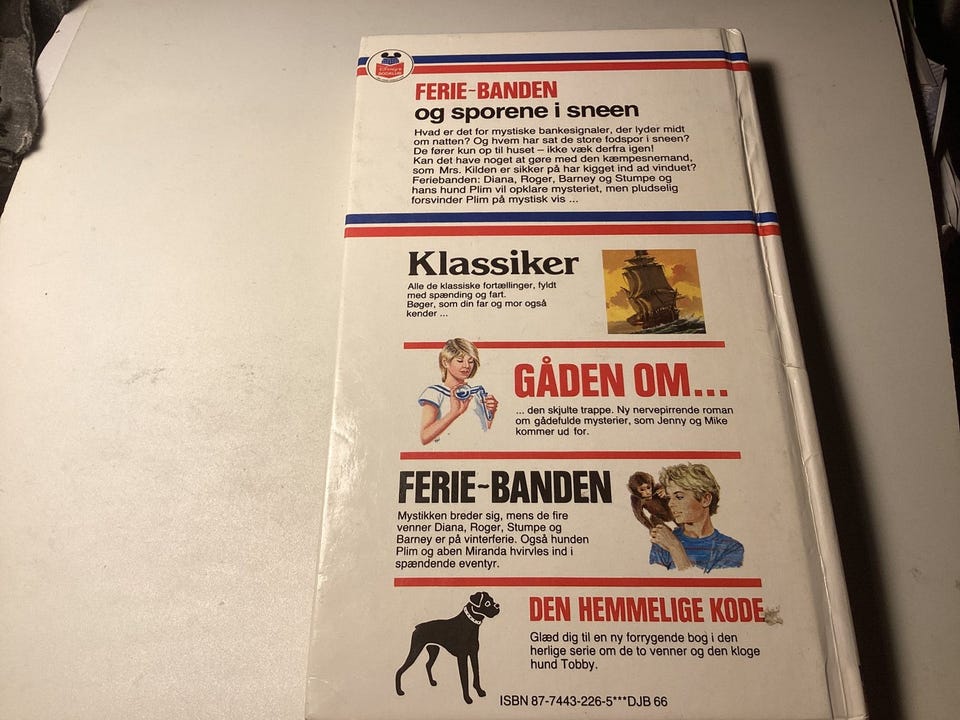 Disney's
BOGKLUB
FERIE-BANDEN
og sporene i sneen
Hvad er det for mystiske bankesignaler, der lyder midt
om natten? Og hvem har sat de store fodspor i sneen?
De fører kun op til huset – ikke væk derfra igen!
Kan det have noget at gøre med den kæmpesnemand,
som Mrs. Kilden er sikker på har kigget ind ad vinduet?
Feriebanden: Diana, Roger, Barney og Stumpe og
hans hund Plim vil opklare mysteriet, men pludselig
forsvinder Plim på mystisk vis ...
Klassiker
Alle de klassiske fortællinger, fyldt
med spænding og fart.
Bøger, som din far og mor også
kender ...
GÅDEN OM...
... den skjulte trappe. Ny nervepirrende roman
om gådefulde mysterier, som Jenny og Mike
kommer ud for.
FERIE-BANDEN
Mystikken breder sig, mens de fire
venner Diana, Roger, Stumpe og
Barney er på vinterferie. Også hunden
Plim og aben Miranda hvirvles ind i
spændende eventyr.
DEN HEMMELIGE KODE
Glæd dig til en ny forrygende bog i den
herlige serie om de to venner og den kloge
hund Tobby.
ISBN 87-7443-226-5***DJB 66